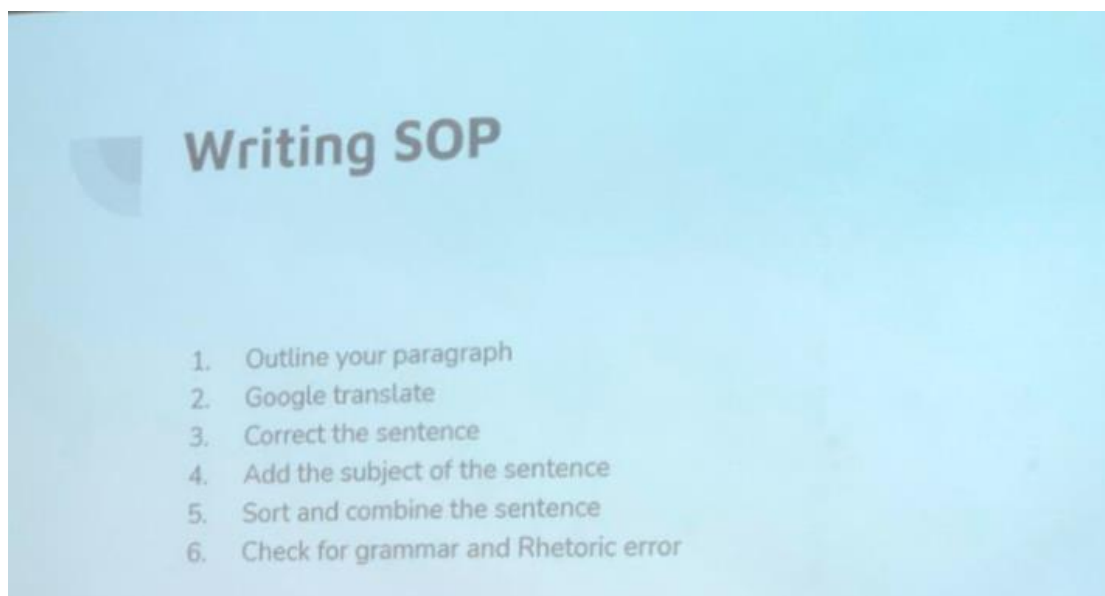 Writing SOP
1. Outline your paragraph
2. Google translate
3. Correct the sentence
4. Add the subject of the sentence
5. Sort and combine the sentence
6. Check for grammar and Rhetoric error